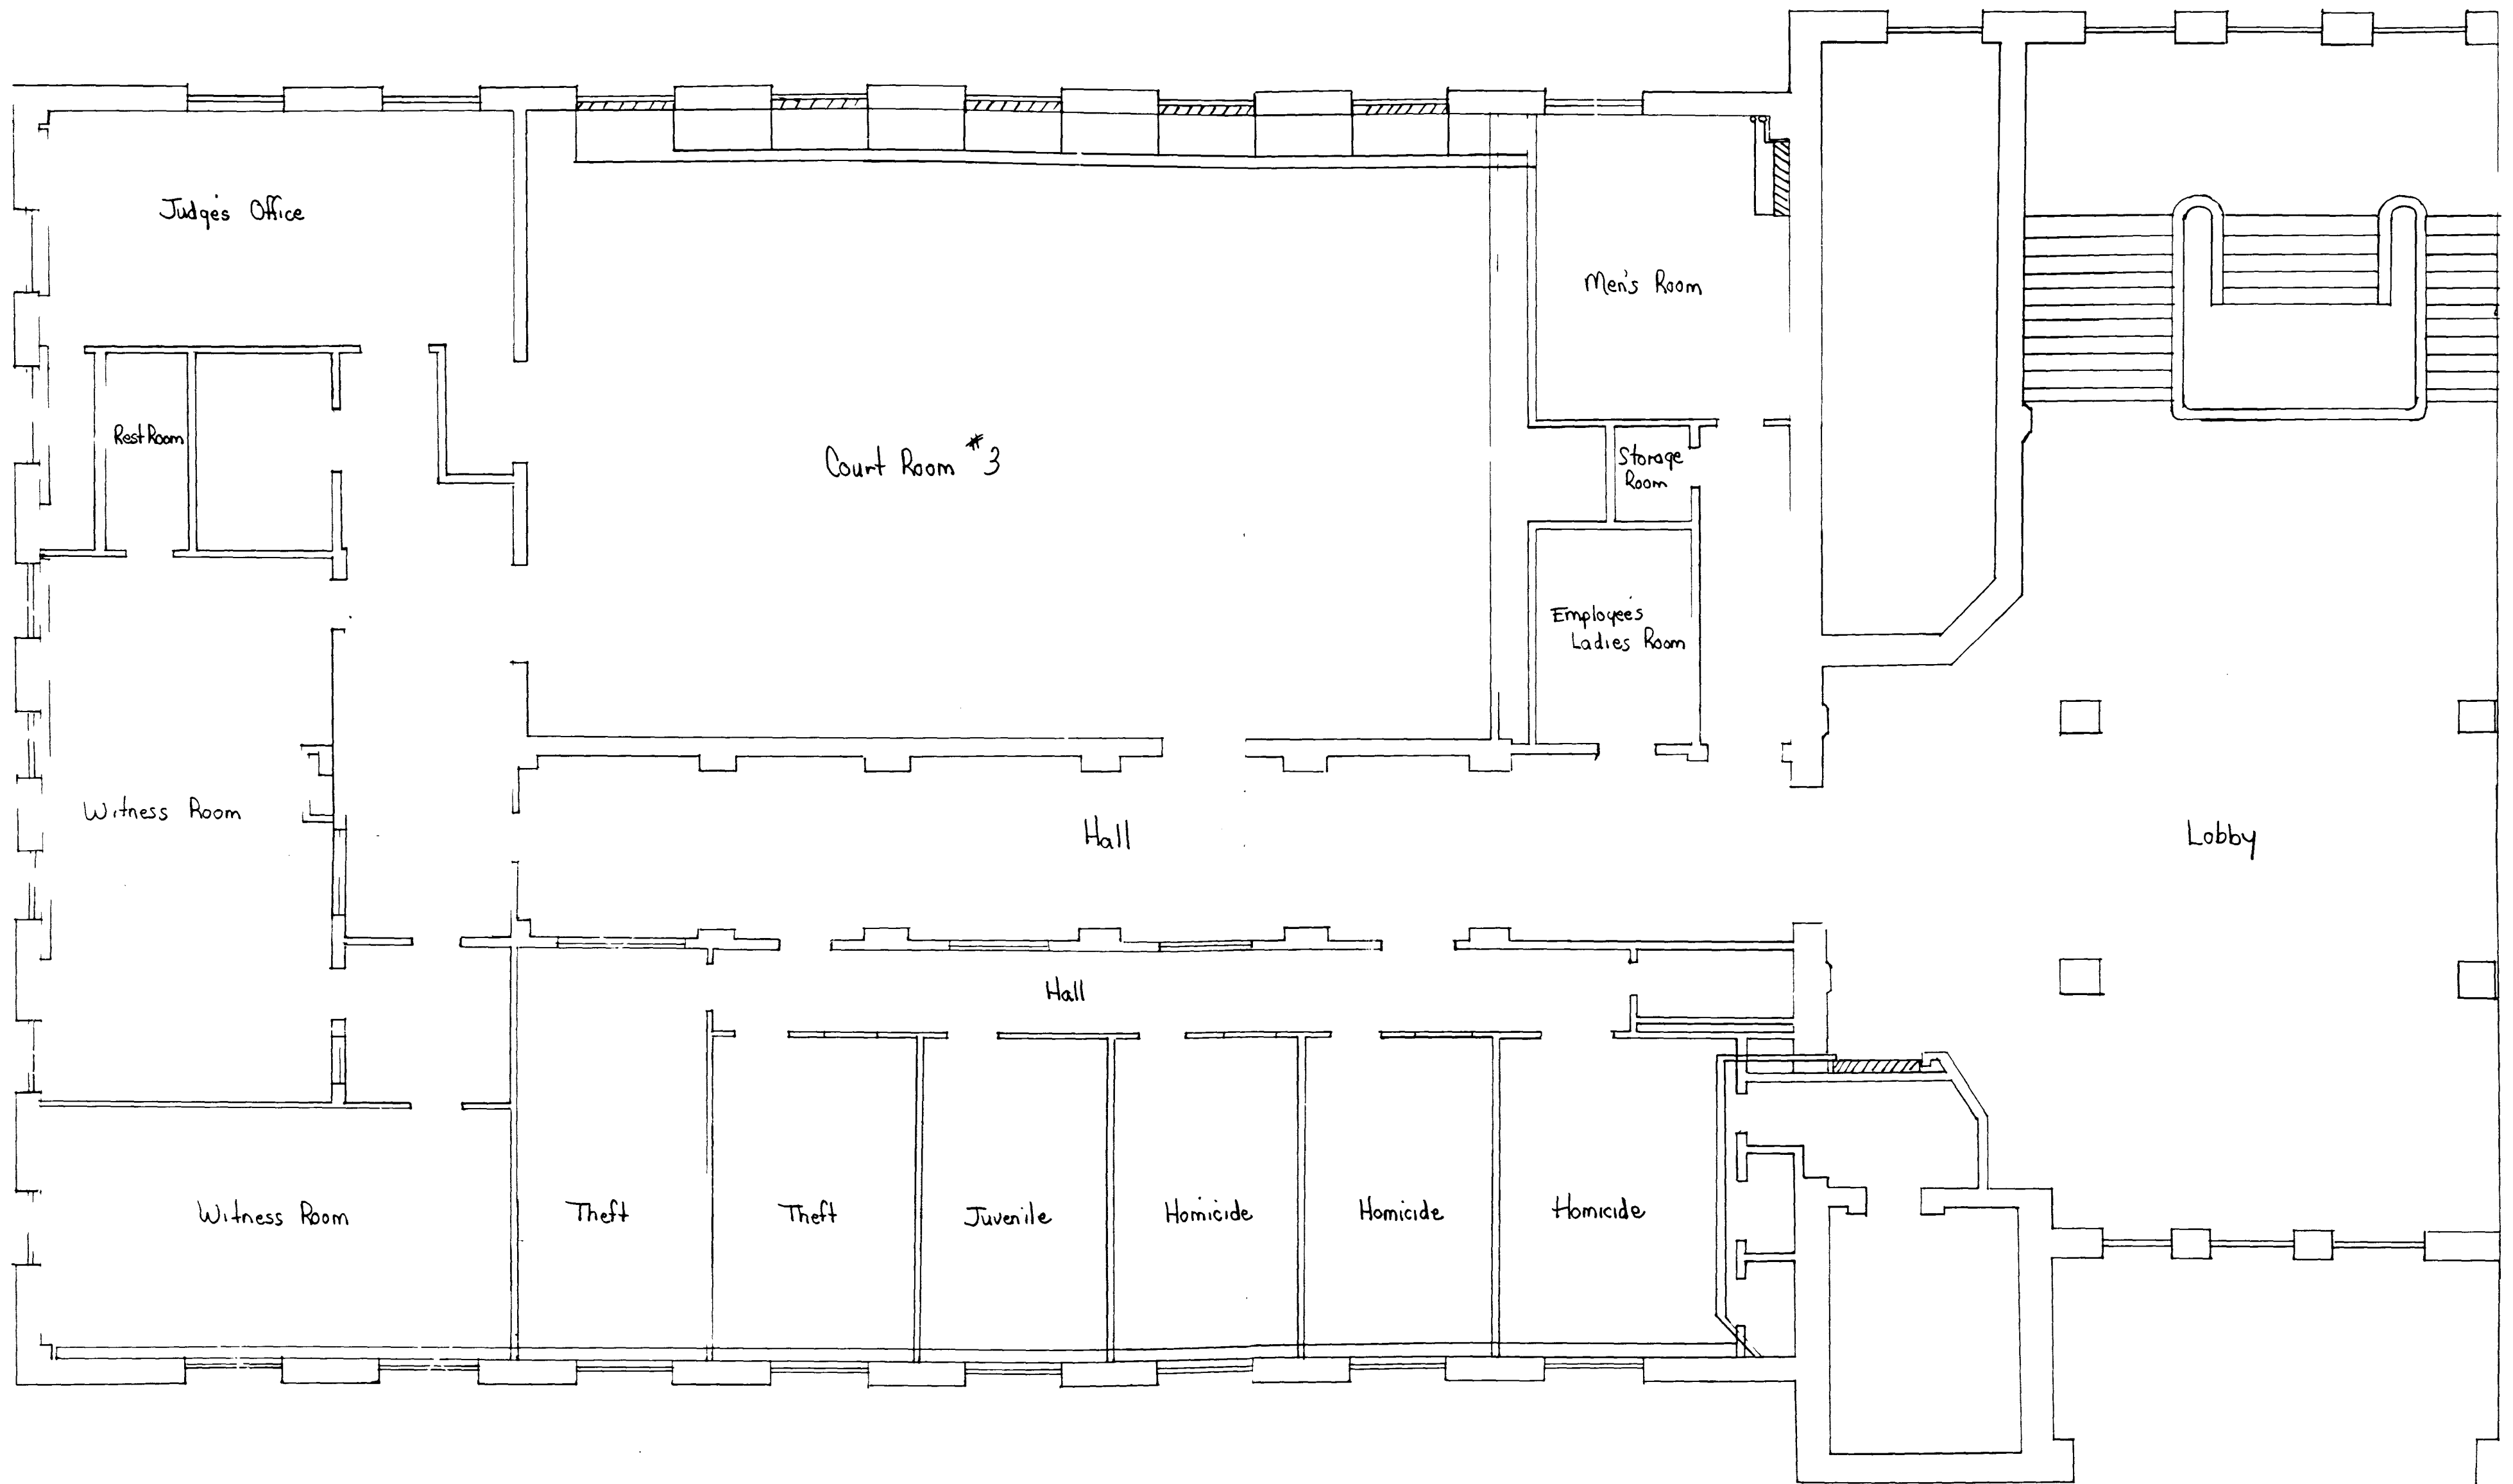 Judge's Office
Men's Room
Rest Room
Court Room #3
Storage
Room
Employee's
Ladies Room
Witness Room
Hall
Lobby
Hall
Witness Room
Theft
Theft
Juvenile
Homicide
Homicide
Homicide